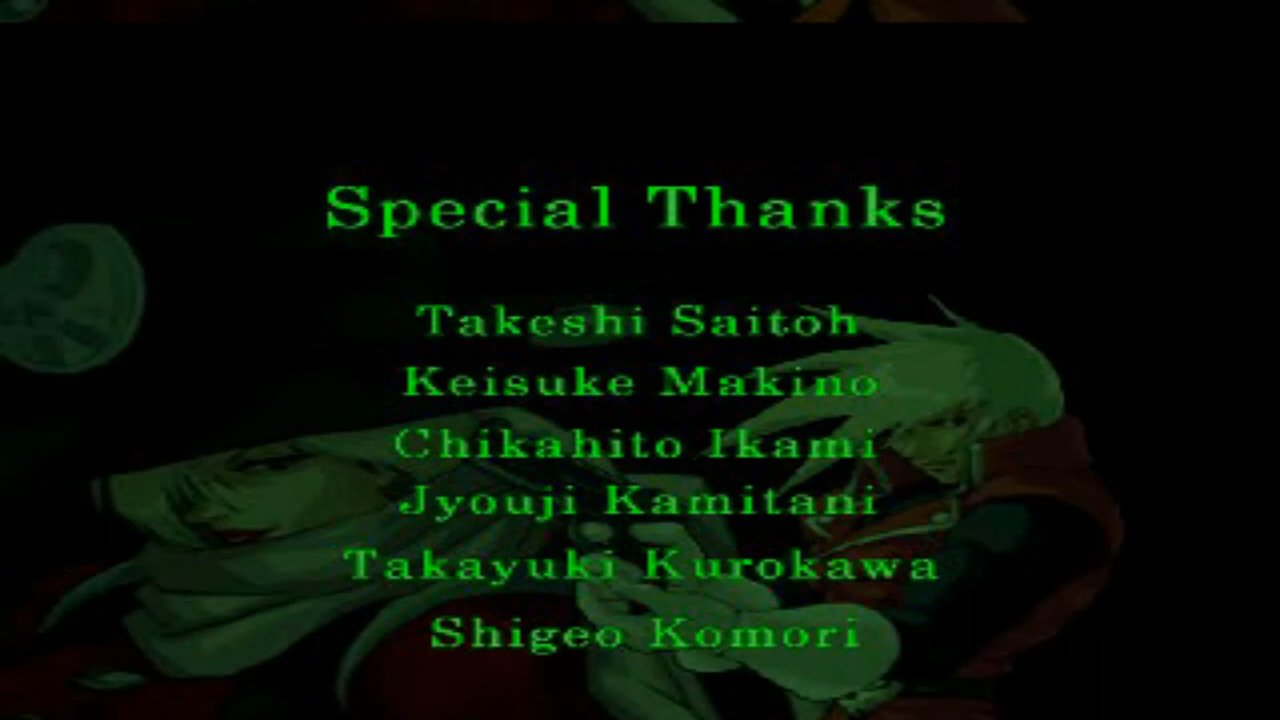 Special Thanks
Takeshi Saitoh
Keisuke Makino
Chikahito Ikami
Jyouji Kamitani
Takayuki Kurokawa
Shigeo Komori